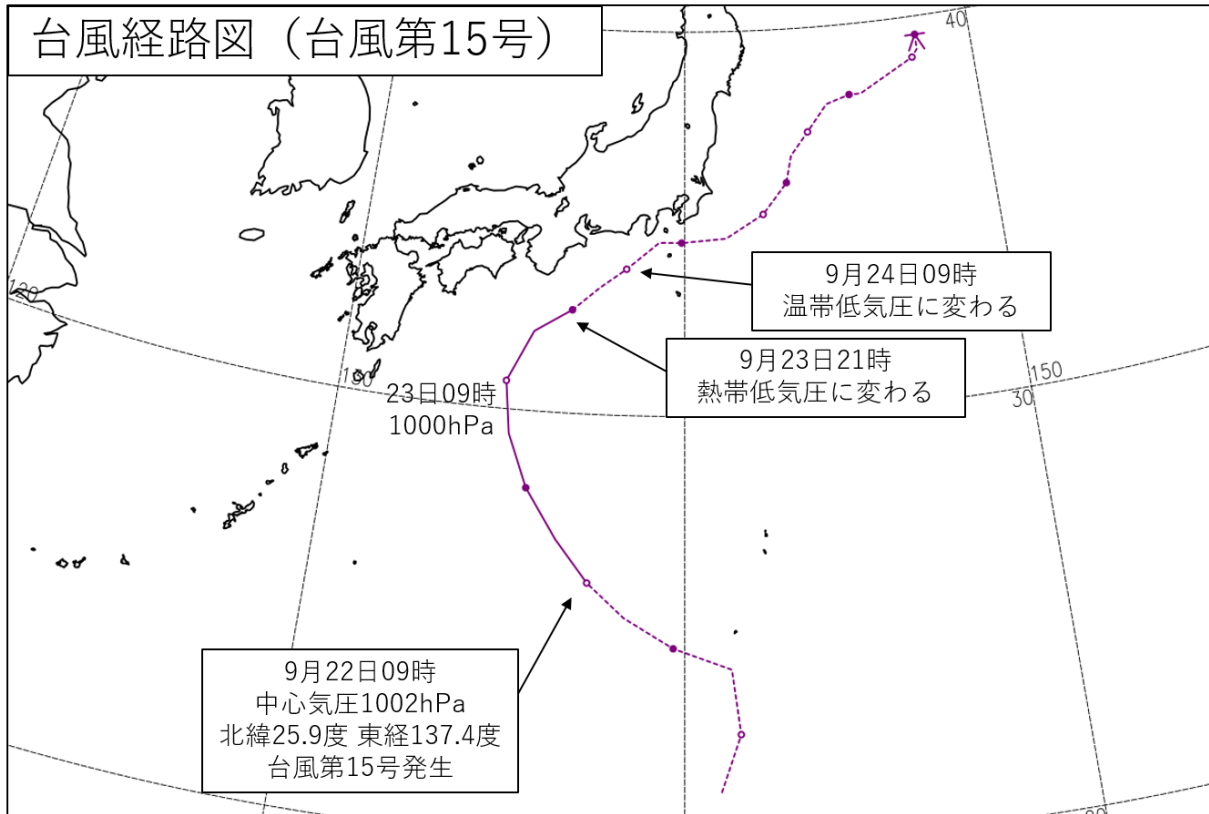 台風経路図（台風第15号）
40
120
9月24日09時
温帯低気圧に変わる
9月23日21時
熱帯低気圧に変わる
130
150
30
23日09時
1000hPa
9月22日09時
中心気圧1002hPa
北緯25.9度 東経137.4度
台風第15号発生